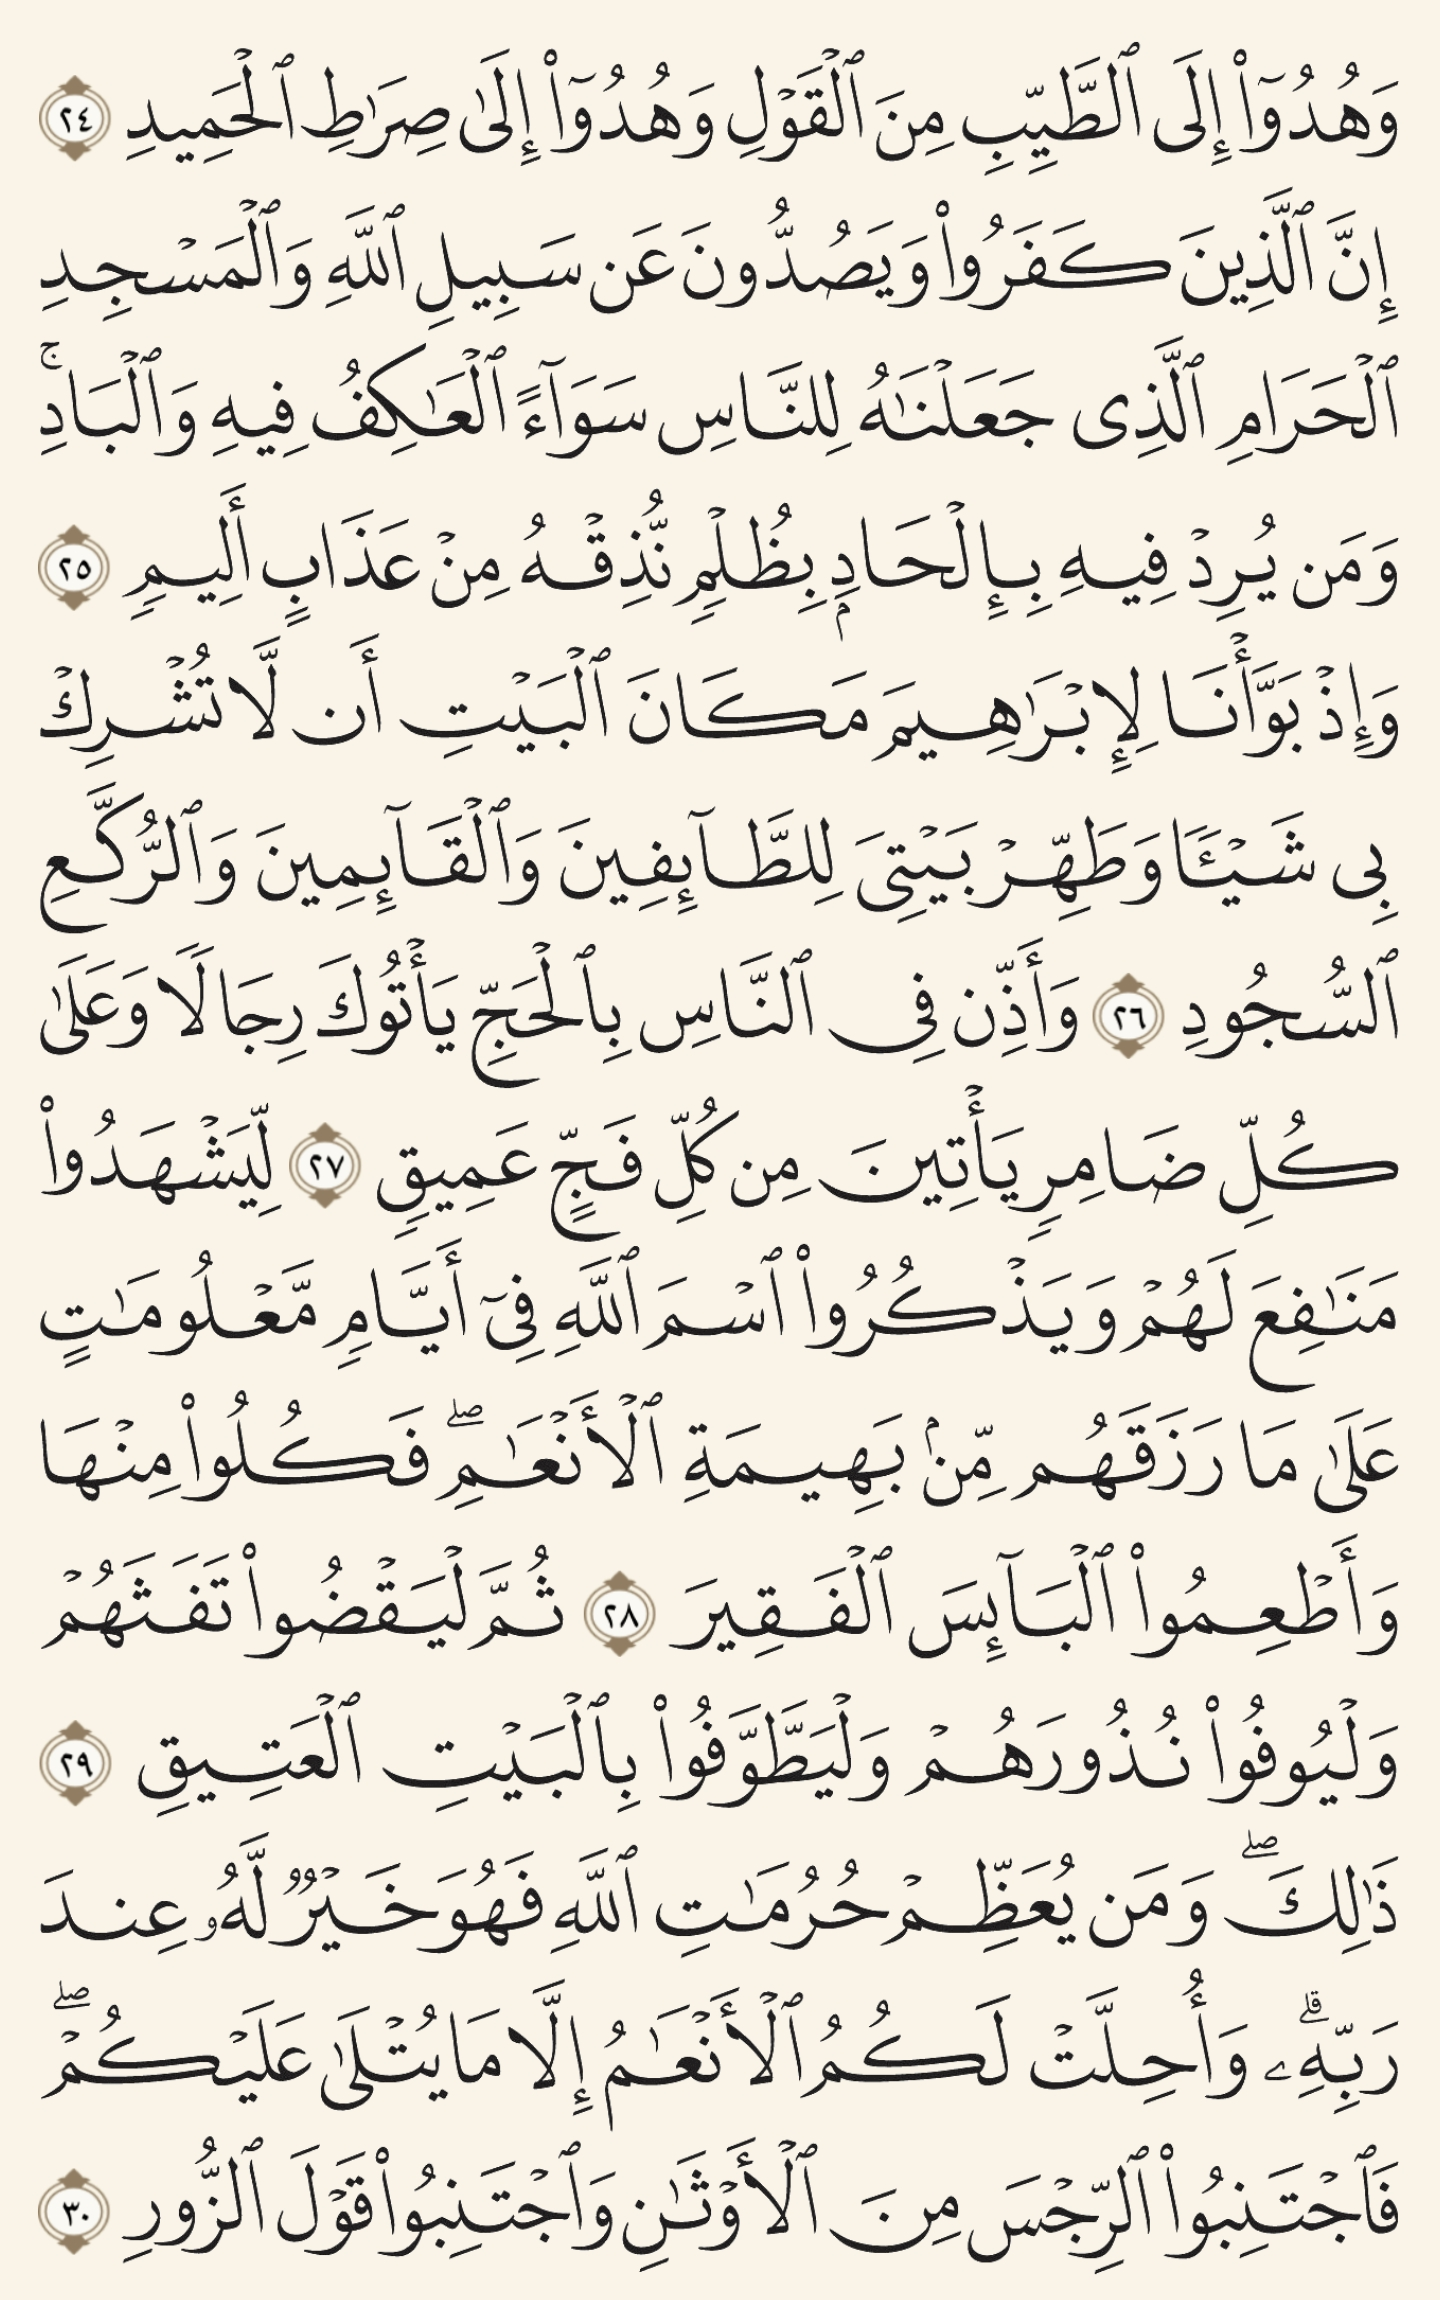 وَهُدُوٓاْ إِلَى ٱلطَّيِّبِ مِنَ ٱلْقَوْلِ وَهُدُوٓاْ إِلَىٰ صِرَٰطِ ٱلْحَمِيدِ ٢٤
إِنَّ ٱلَّذِينَ كَفَرُواْ وَيَصُدُّونَ عَن سَبِيلِ ٱللَّهِ وَٱلْمَسْجِدِ
ٱلْحَرَامِ ٱلَّذِى جَعَلْنَٰهُ لِلنَّاسِ سَوَآءً ٱلْعَٰكِفُ فِيهِ وَٱلْبَادِ ۚ
وَمَن يُرِدْ فِيهِ بِإِلْحَادِۭ بِظُلْمٍ نُّذِقْهُ مِنْ عَذَابٍ أَلِيمٍ ٢٥
وَإِذْ بَوَّأْنَا لِإِبْرَٰهِيمَ مَكَانَ ٱلْبَيْتِ أَن لَّا تُشْرِكْ
بِى شَيْـًٔا وَطَهِّرْ بَيْتِىَ لِلطَّآئِفِينَ وَٱلْقَآئِمِينَ وَٱلرُّكَّعِ
ٱلسُّجُودِ ٢٦ وَأَذِّن فِى ٱلنَّاسِ بِٱلْحَجِّ يَأْتُوكَ رِجَالًا وَعَلَىٰ
كُلِّ ضَامِرٍ يَأْتِينَ مِن كُلِّ فَجٍّ عَمِيقٍ ٢٧ لِّيَشْهَدُواْ
مَنَٰفِعَ لَهُمْ وَيَذْكُرُواْ ٱسْمَ ٱللَّهِ فِىٓ أَيَّامٍ مَّعْلُومَٰتٍ
عَلَىٰ مَا رَزَقَهُم مِّنۢ بَهِيمَةِ ٱلْأَنْعَٰمِ ۖ فَكُلُواْ مِنْهَا
وَأَطْعِمُواْ ٱلْبَآئِسَ ٱلْفَقِيرَ ٢٨ ثُمَّ لْيَقْضُواْ تَفَثَهُمْ
وَلْيُوفُواْ نُذُورَهُمْ وَلْيَطَّوَّفُواْ بِٱلْبَيْتِ ٱلْعَتِيقِ ٢٩
ذَٰلِكَ ۖ وَمَن يُعَظِّمْ حُرُمَٰتِ ٱللَّهِ فَهُوَ خَيْرٌ لَّهُۥ عِندَ
رَبِّهِۦ ۗ وَأُحِلَّتْ لَكُمُ ٱلْأَنْعَٰمُ إِلَّا مَا يُتْلَىٰ عَلَيْكُمْ ۖ
فَٱجْتَنِبُواْ ٱلرِّجْسَ مِنَ ٱلْأَوْثَٰنِ وَٱجْتَنِبُواْ قَوْلَ ٱلزُّورِ ٣٠